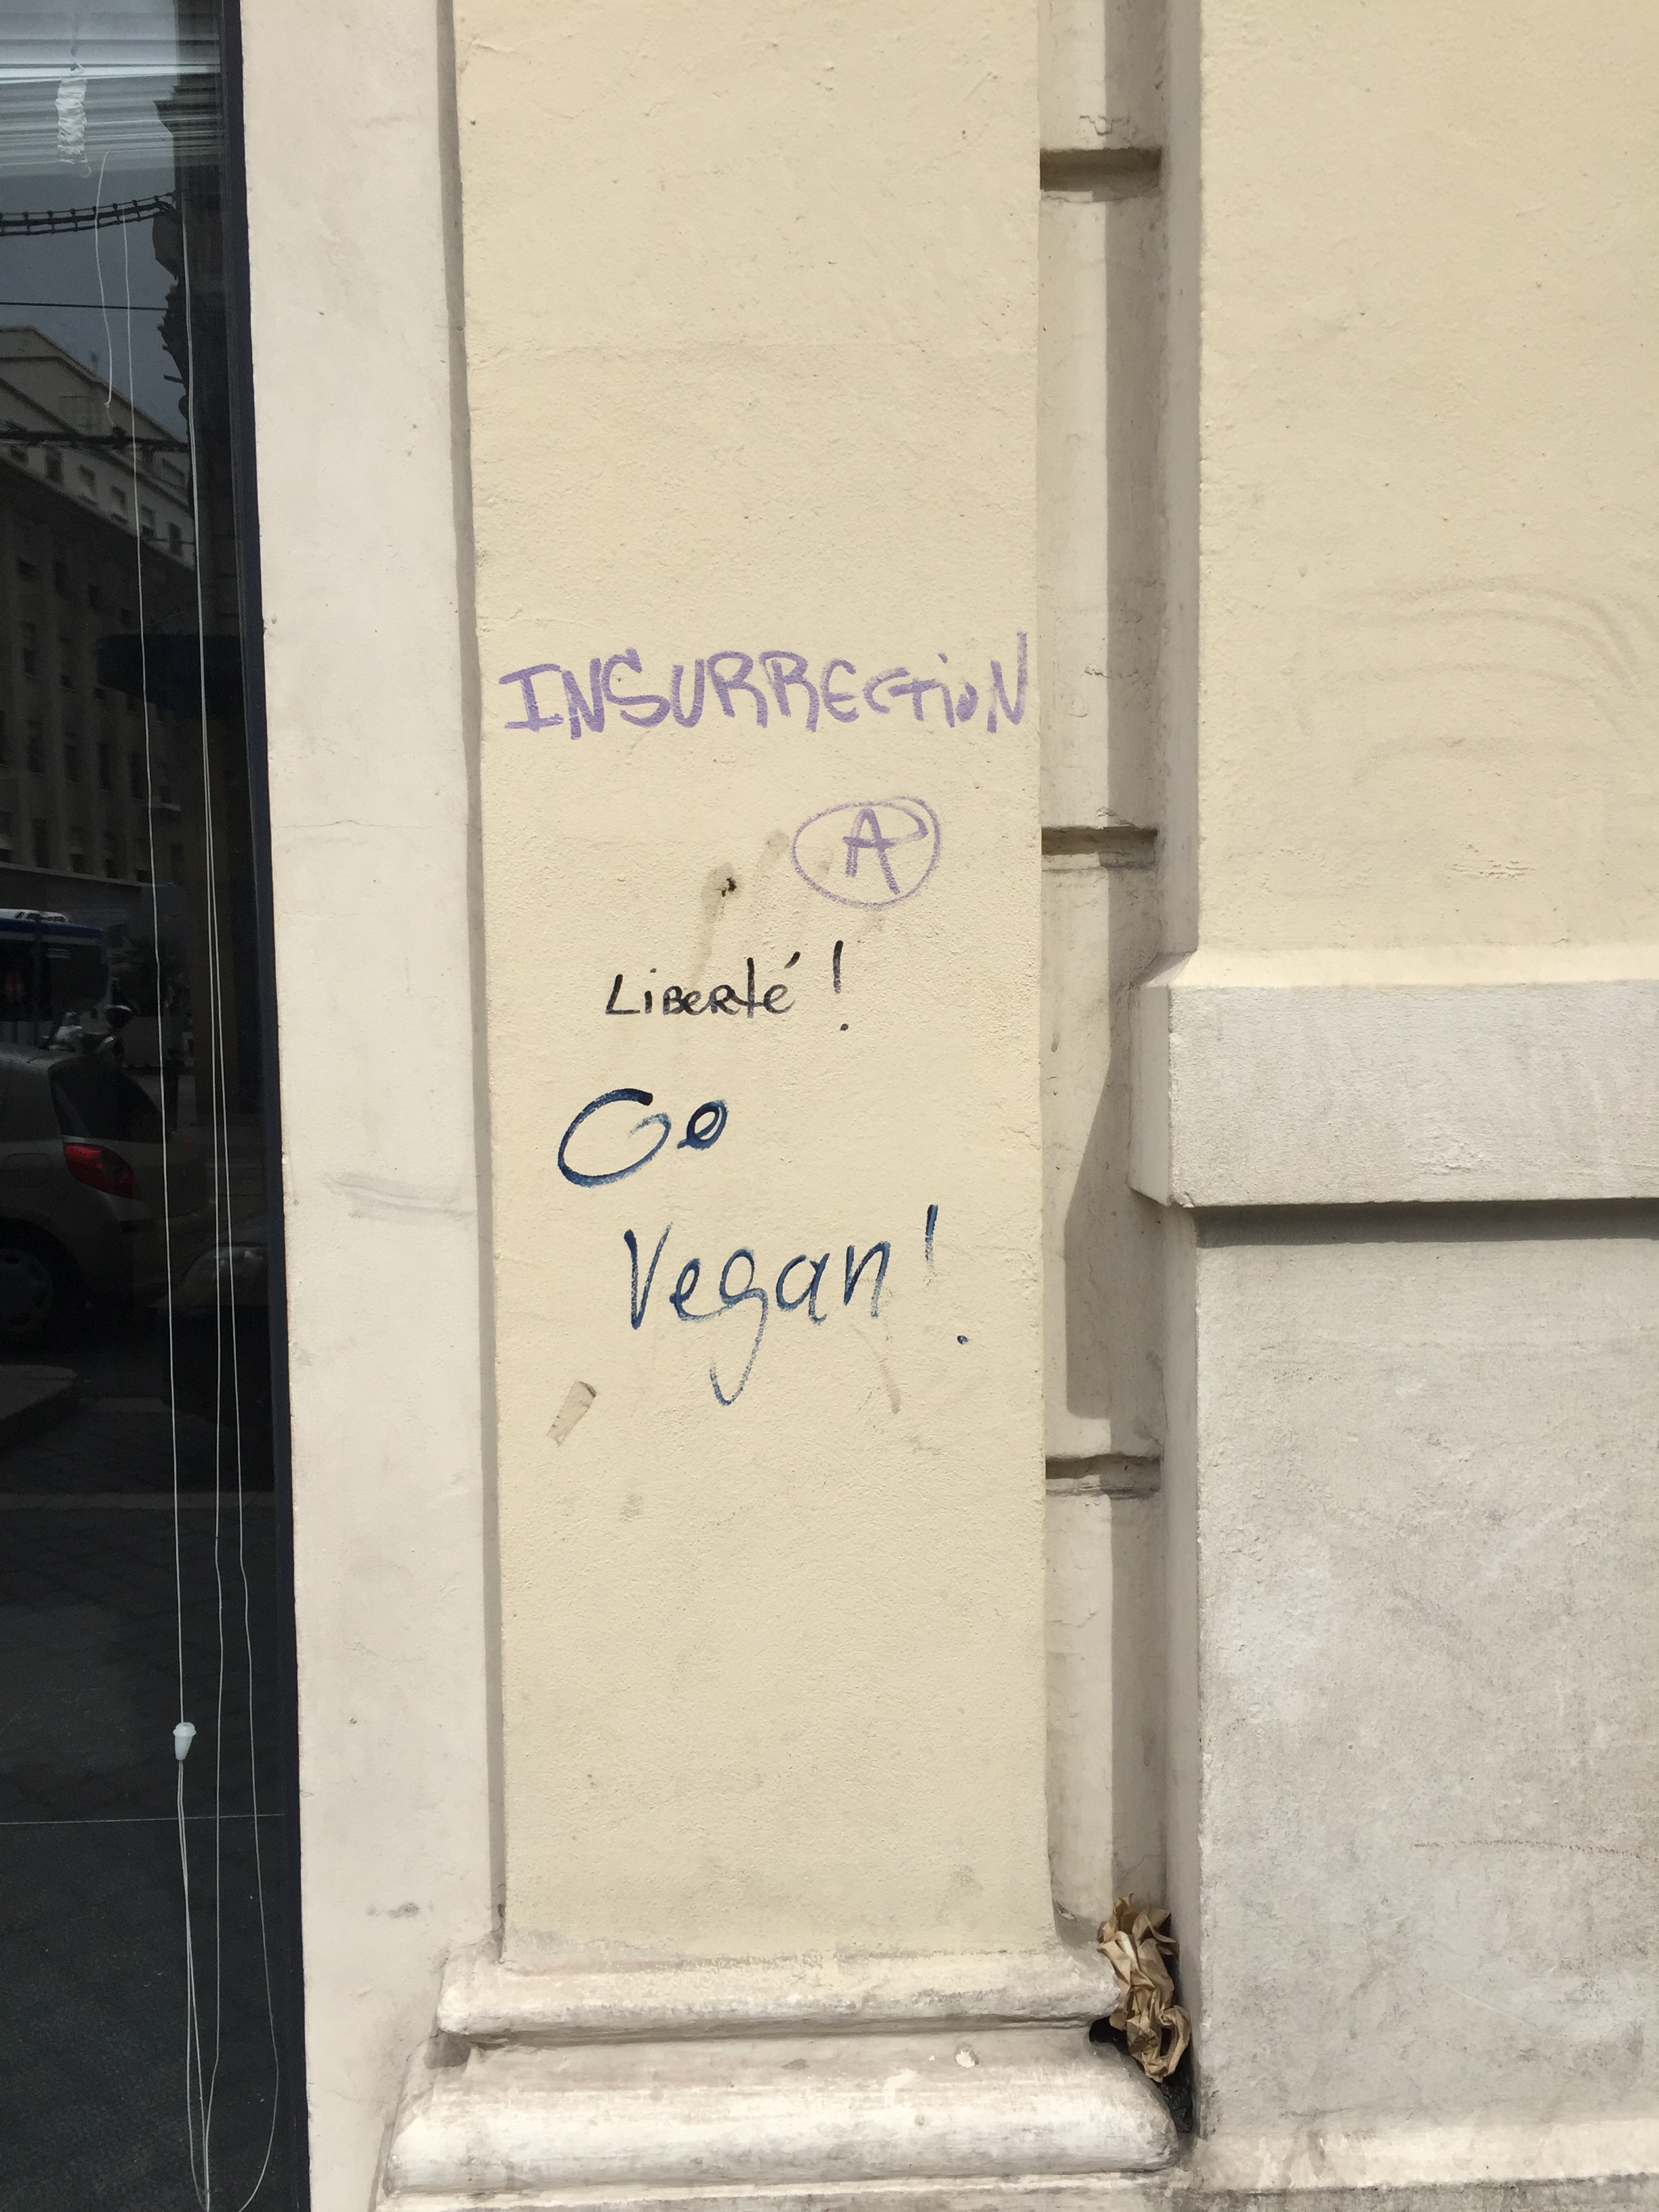 INSURRECTiON
A
LiBERté !
Go
Vegan !